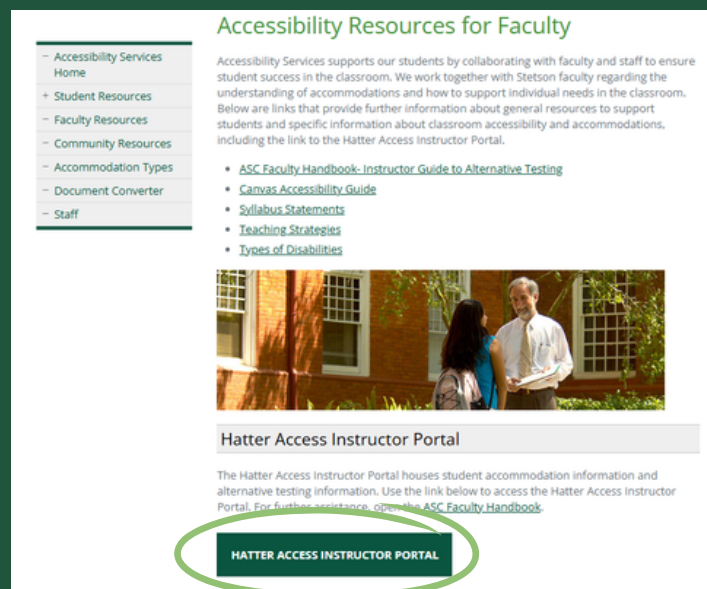 Accessibility Resources for Faculty
− Accessibility Services
Home
+ Student Resources
− Faculty Resources
− Community Resources
− Accommodation Types
− Document Converter
− Staff
Accessibility Services supports our students by collaborating with faculty and staff to ensure
student success in the classroom. We work together with Stetson faculty regarding the
understanding of accommodations and how to support individual needs in the classroom.
Below are links that provide further information about general resources to support
students and specific information about classroom accessibility and accommodations,
including the link to the Hatter Access Instructor Portal.
ASC Faculty Handbook- Instructor Guide to Alternative Testing
Canvas Accessibility Guide
Syllabus Statements
Teaching Strategies
Types of Disabilities
Hatter Access Instructor Portal
The Hatter Access Instructor Portal houses student accommodation information and
alternative testing information. Use the link below to access the Hatter Access Instructor
Portal. For further assistance, open the ASC Faculty Handbook.
HATTER ACCESS INSTRUCTOR PORTAL